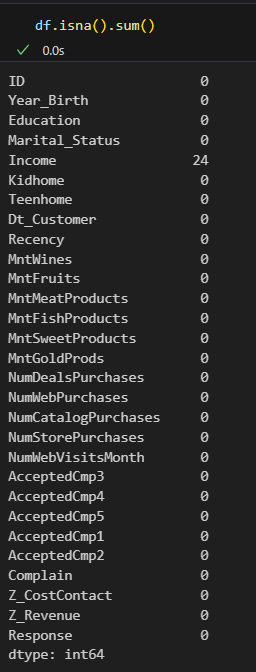 df.isna().sum()
✓ 0.0s
ID 0
Year_Birth 0
Education 0
Marital_Status 0
Income 24
Kidhome 0
Teenhome 0
Dt_Customer 0
Recency 0
MntWines 0
MntFruits 0
MntMeatProducts 0
MntFishProducts 0
MntSweetProducts 0
MntGoldProds 0
NumDealsPurchases 0
NumWebPurchases 0
NumCatalogPurchases 0
NumStorePurchases 0
NumWebVisitsMonth 0
AcceptedCmp3 0
AcceptedCmp4 0
AcceptedCmp5 0
AcceptedCmp1 0
AcceptedCmp2 0
Complain 0
Z_CostContact 0
Z_Revenue 0
Response 0
dtype: int64